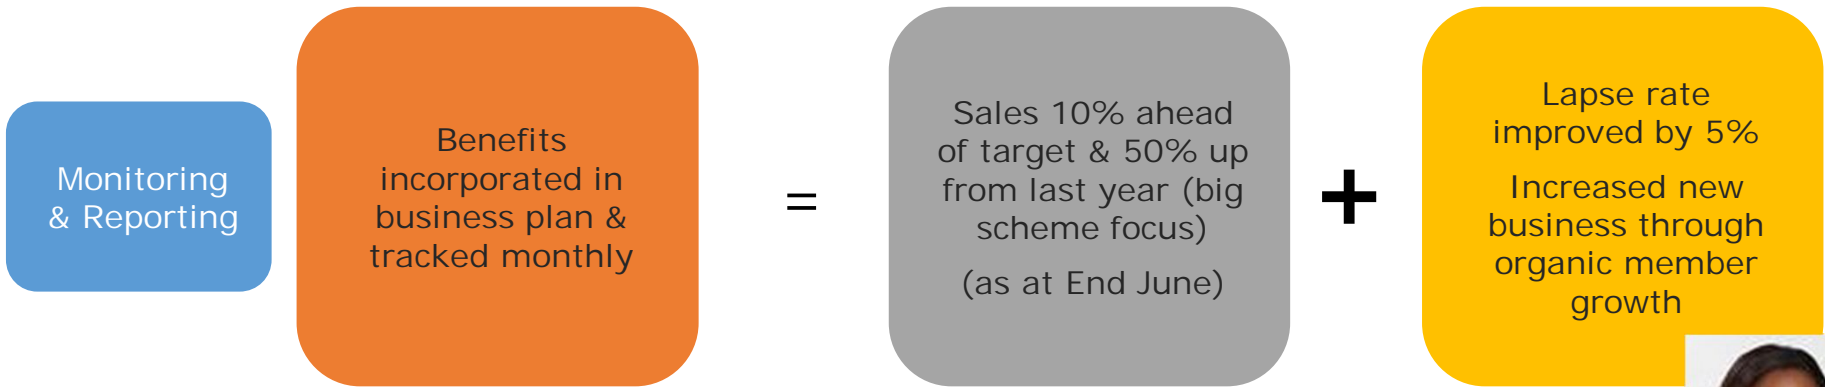 Monitoring
& Reporting
Benefits
incorporated in
business plan &
tracked monthly
=
Sales 10% ahead
of target & 50% up
from last year (big
scheme focus)
(as at End June)
+
Lapse rate
improved by 5%
Increased new
business through
organic member
growth